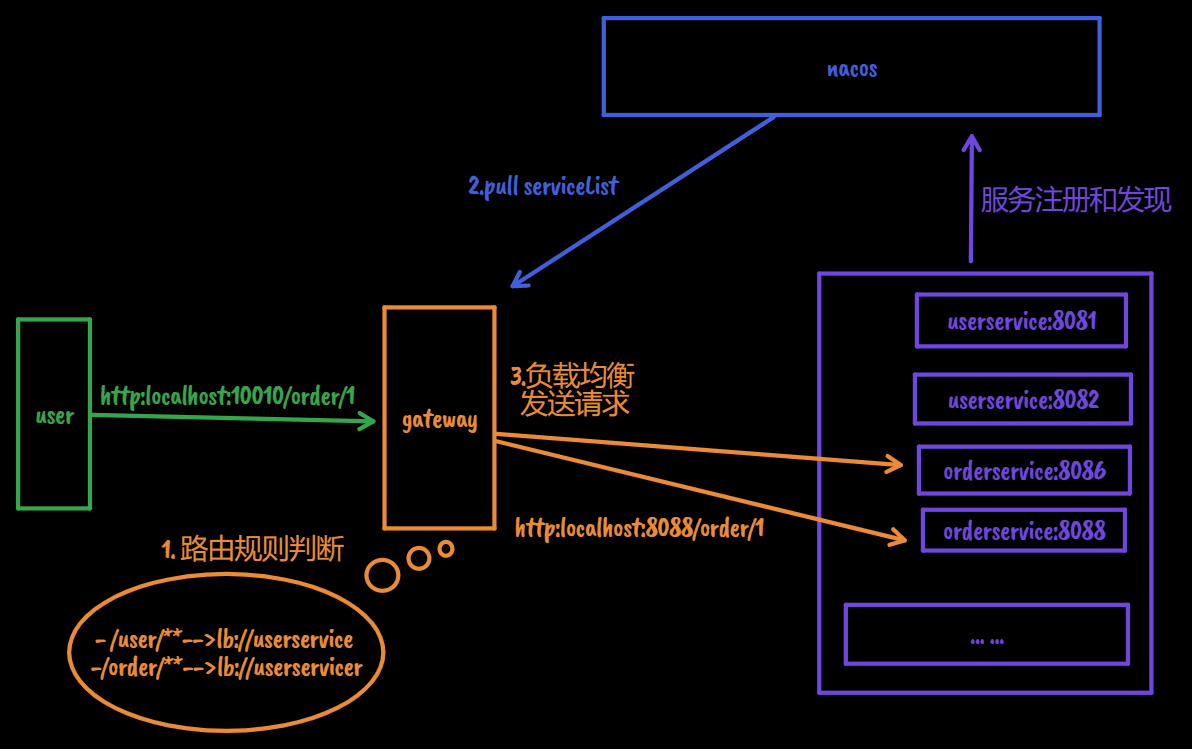 nacos
2.pull serviceList
服务注册和发现
userservice:8081
userservice:8082
orderservice:8086
orderservice:8088
... ...
user
http:localhost:10010/order/1
gateway
3.负载均衡
发送请求
http:localhost:8088/order/1
1. 路由规则判断
- /user/**-->lb://userservice
-/order/**-->lb://userservicer